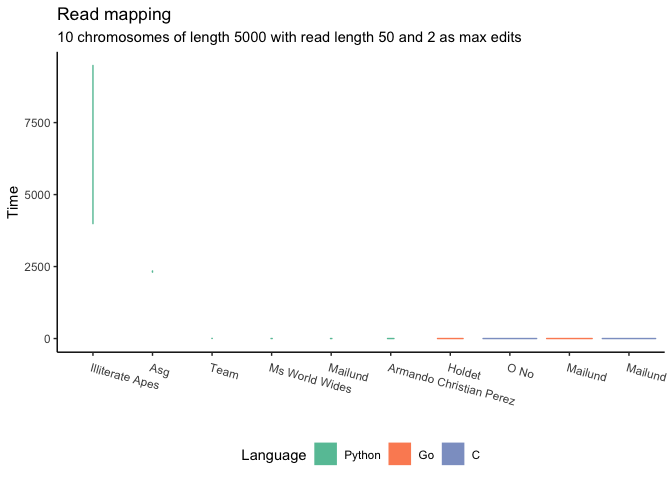 Read mapping
10 chromosomes of length 5000 with read length 50 and 2 as max edits
Time
7500
5000
2500
0
Illiterate Apes
Asg
Team
Ms World Wides
Mailund
Armando Christian Perez
Holdet
O No
Mailund
Mailund
Language Python Go C